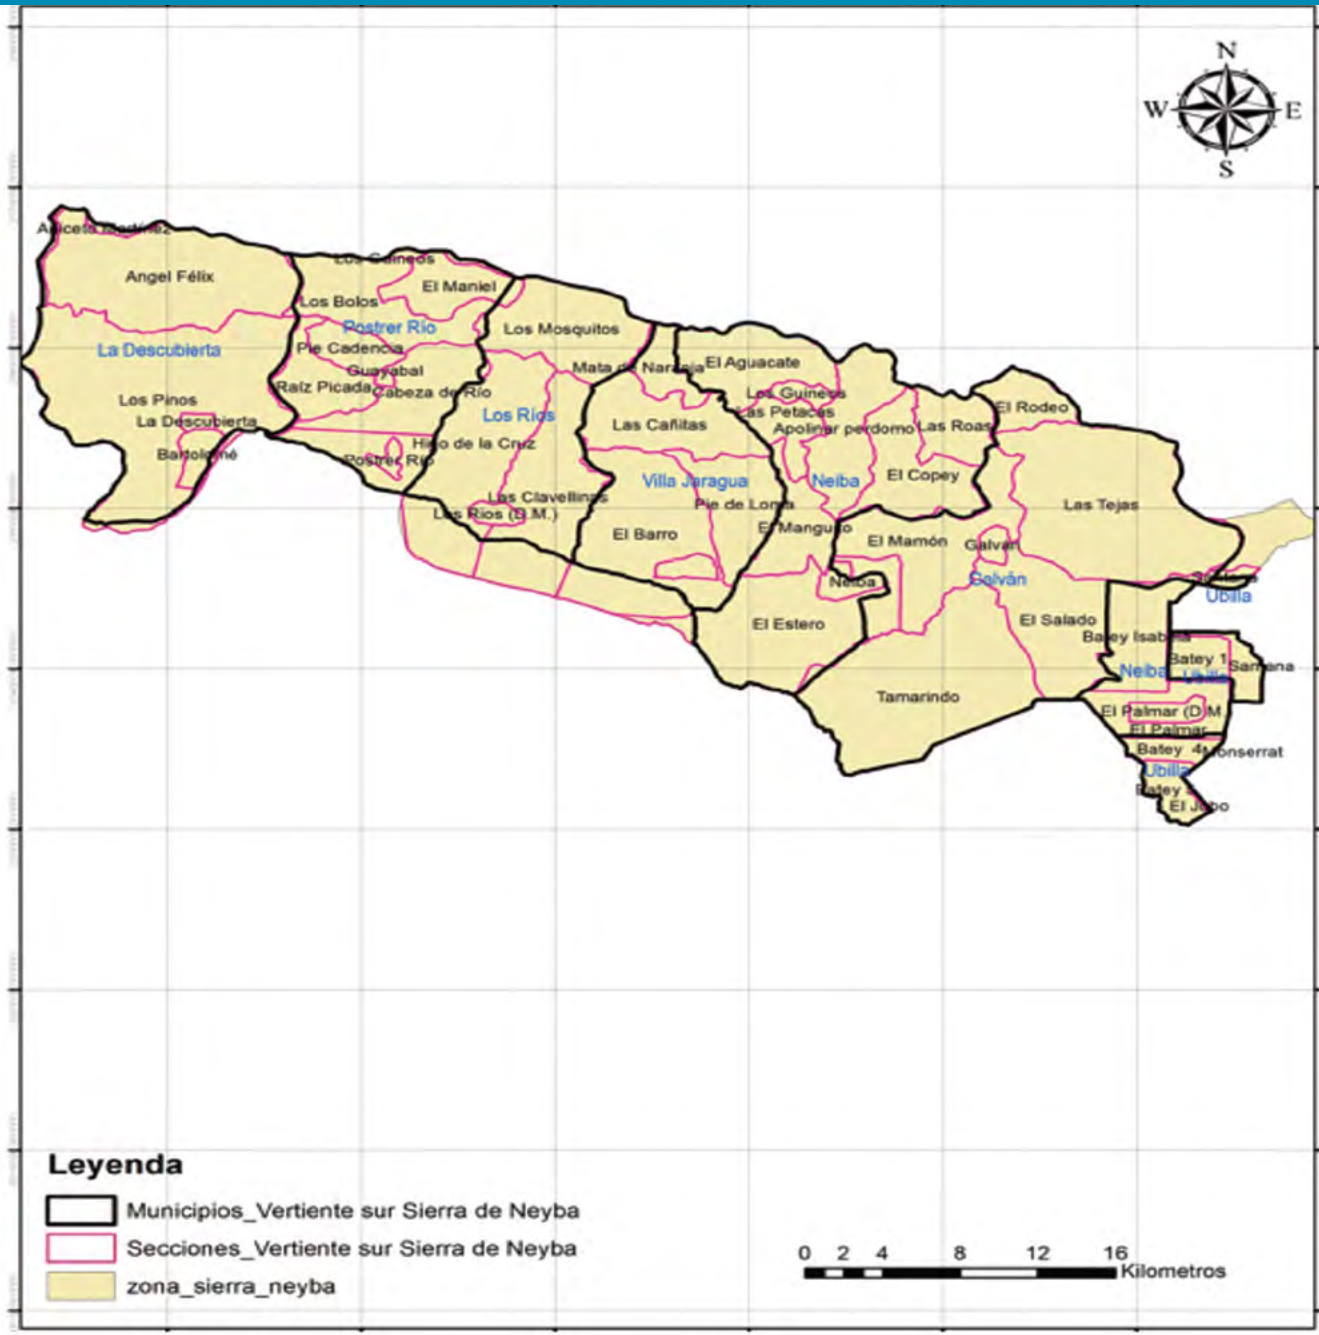 N
W
E
S
Aniceto Martínez
Angel Félix
Los Guineos
El Maniel
Los Bolos
Postrer Río
Los Mosquitos
La Descubierta
Pie Cadencia
Mata de Naranja
El Aguacate
Guayabal
Raíz Picada
Cabeza de Río
Los Guineos
Los Pinos
Las Petacas
El Rodeo
La Descubierta
Los Ríos
Las Cañitas
Apolinar perdomo
Las Roas
Hijo de la Cruz
Bartolomé
Postrer Río
Villa Jaragua
Neiba
El Copey
Las Clavellinas
Pie de Loma
Las Tejas
Los Ríos (D.M.)
El Barro
El Manguito
El Mamón
Galván
Neiba
Galván
Ubilla
El Estero
El Salado
Batey Isabela
Batey 1
Santana
Neiba
Ubilla
Tamarindo
El Palmar (D.M
El Palmar
Batey 4
Monserrat
Ubilla
Batey
El Jobo
Leyenda
Municipios_Vertiente sur Sierra de Neyba
Secciones_Vertiente sur Sierra de Neyba
zona_sierra_neyba
0 2 4 8 12 16
Kilometros